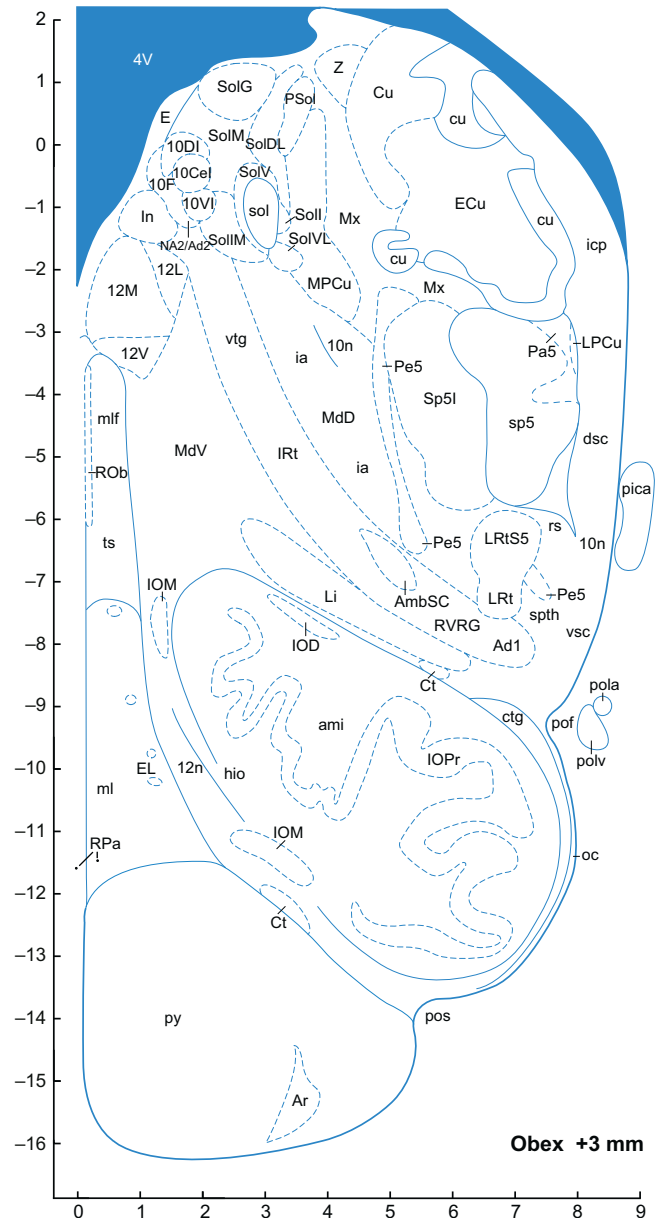 2
4V
Z
SolG
Cu
PSol
1
cu
E
SolM
SolDL
0
10DI
10Cel
SolV
10F
10VI
sol
ECu
-1
In
SolI
Mx
cu
icp
NA2/Ad2
SolIM
SolVL
cu
-2
12L
MPCu
Mx
12M
-3
vtg
10n
LPCu
12V
ia
Pa5
Pe5
-4
Sp5I
mlf
MdD
sp5
dsc
MdV
IRt
-5
ia
ROb
pica
-6
rs
ts
Pe5
LRtS5
10n
-7
IOM
Li
AmbSC
LRt
Pe5
spth
RVRG
vsc
-8
IOD
Ad1
Ct
pola
-9
ctg
ami
pof
IOPr
polv
-10
EL
12n
hio
ml
-11
IOM
RPa
oc
-12
Ct
-13
py
pos
-14
-15
Ar
-16
Obex +3 mm
0 1 2 3 4 5 6 7 8 9